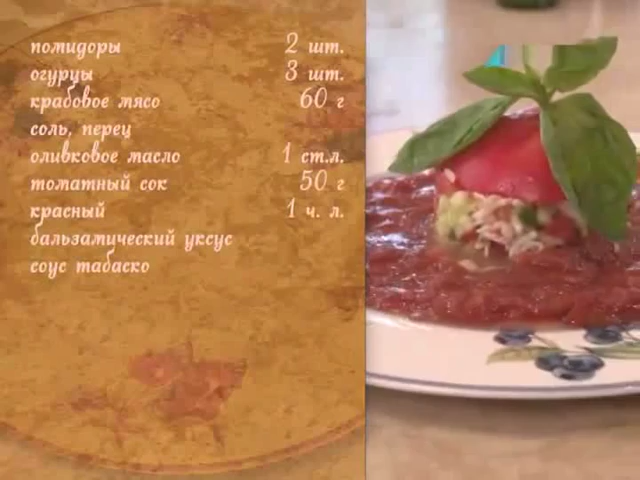 помидоры 2 шт.
огурцы 3 шт.
крабовое мясо 60 г
соль, перец
оливковое масло 1 ст.л.
томатный сок 50 г
красный 1 ч. л.
бальзамический уксус
соус табаско